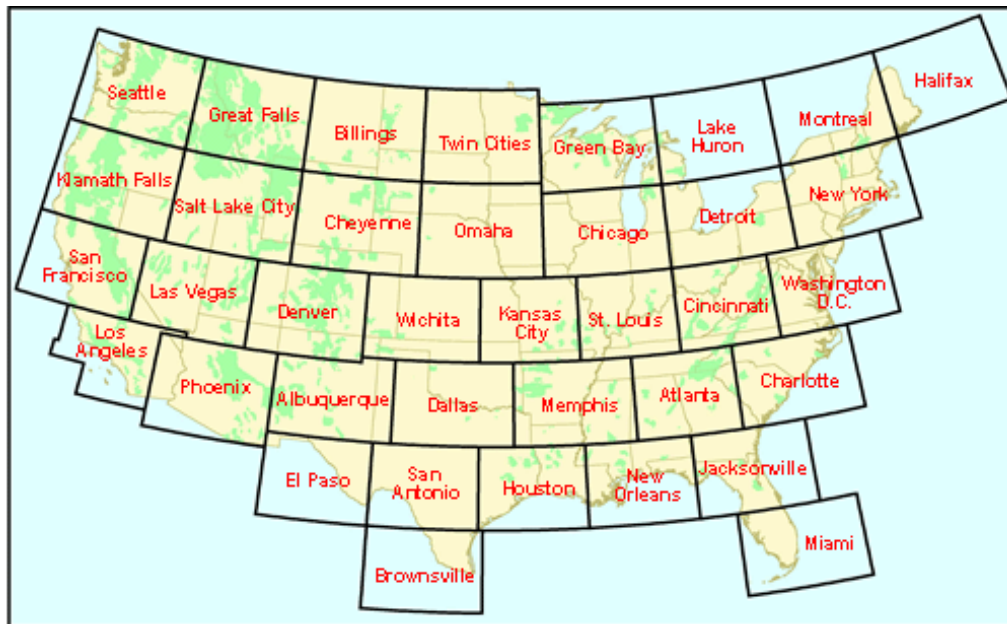 Seattle
Great Falls
Billings
Twin Cities
Green Bay
Lake
Huron
Montreal
Halifax
Klamath Falls
Salt Lake City
Cheyenne
Omaha
Chicago
Detroit
New York
San
Francisco
Las Vegas
Denver
Wichita
Kansas
City
St. Louis
Cincinnati
Washington
D.C.
Los
Angeles
Phoenix
Albuquerque
Dallas
Memphis
Atlanta
Charlotte
El Paso
San
Antonio
Houston
New
Orleans
Jacksonville
Brownsville
Miami